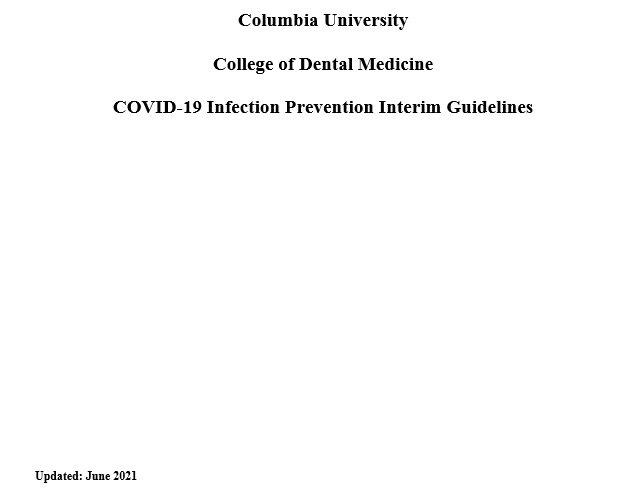 Columbia University
College of Dental Medicine
COVID-19 Infection Prevention Interim Guidelines
Updated: June 2021